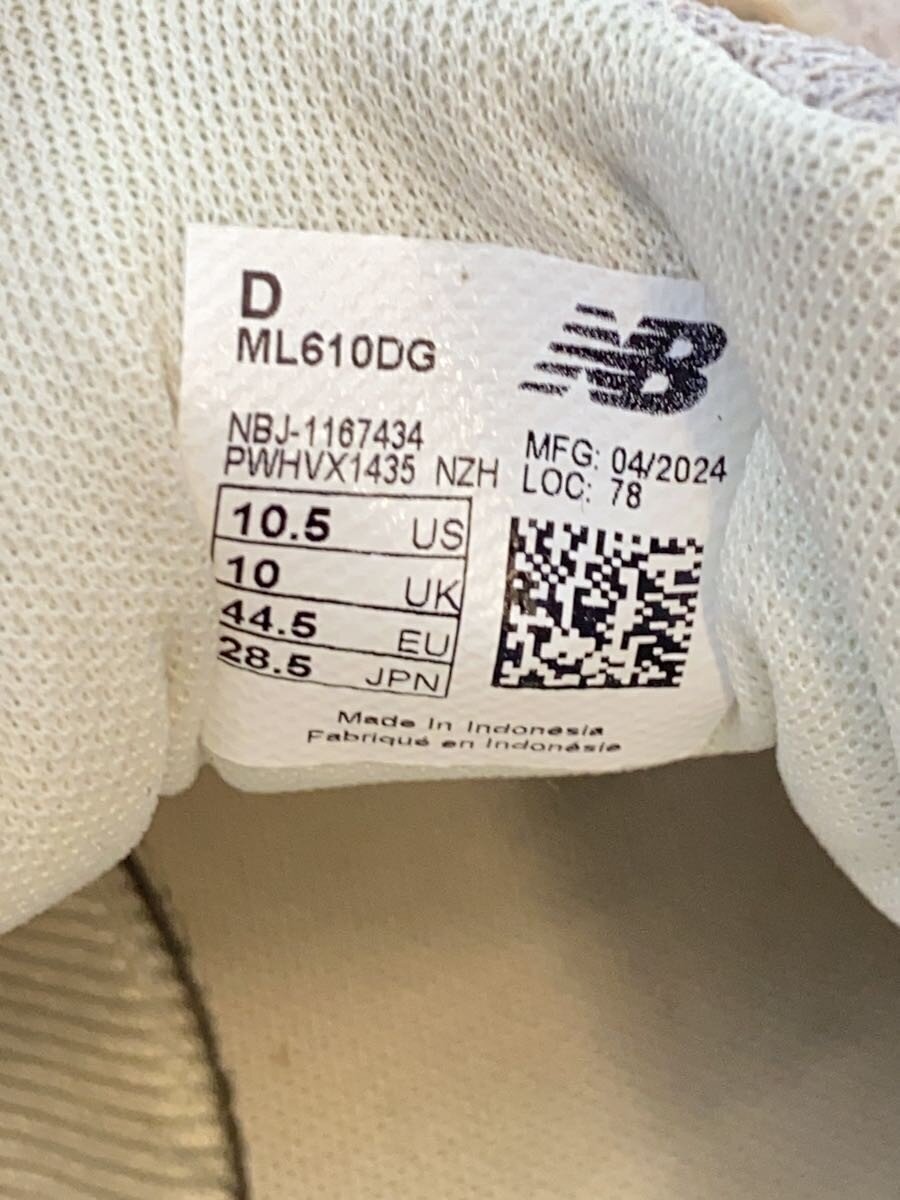 D
ML610DG
NB
NBJ-1167434
PWHVX1435 NZH
MFG: 04/2024
LOC: 78
10.5 US
10 UK
44.5 EU
28.5 JPN
Made In Indonesia
Fabriqué en Indonésie